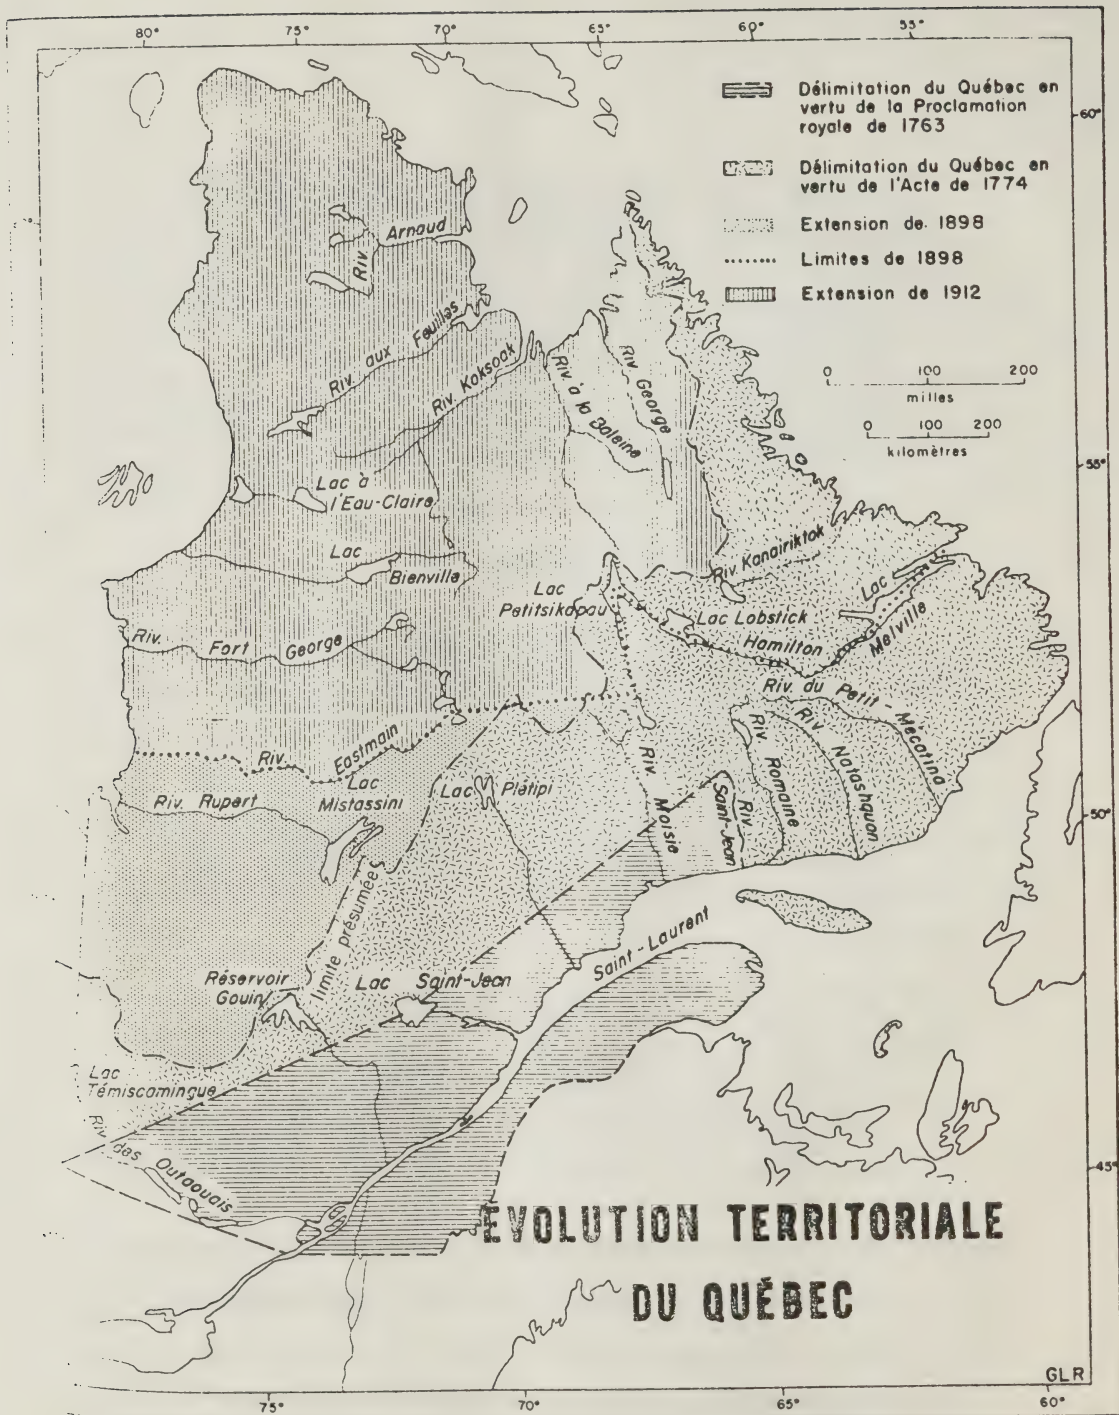 80°
75°
70°
65°
60°
55°
Délimitation du Québec en
vertu de la Proclamation
royale de 1763
Délimitation du Québec en
vertu de l'Acte de 1774
Extension de 1898
Limites de 1898
Extension de 1912
0 100 200
milles
0 100 200
kilomètres
60°
55°
50°
45°
Riv. Arnaud
Riv. aux Feuilles
Riv. Koksoak
Riv. à la Baleine
Riv. George
Lac à
l'Eau-Claire
Lac
Bienville
Riv. Fort George
Lac
Petitsikapau
Riv. Kanairiktok
Lac Lobstick
Hamilton
Lac
Melville
Riv. du Petit-Mécatina
Riv. Eastmain
Riv. Rupert
Lac
Mistassini
Lac Plétipi
Riv. Moisie
Riv.
Saint-Jean
Riv. Romaine
Riv. Natashquan
limite présumée
Saint-Laurent
Réservoir
Gouin
Lac Saint-Jean
Lac
Témiscamingue
Riv. des Outaouais
ÉVOLUTION TERRITORIALE
DU QUÉBEC
GLR
75°
70°
65°
60°